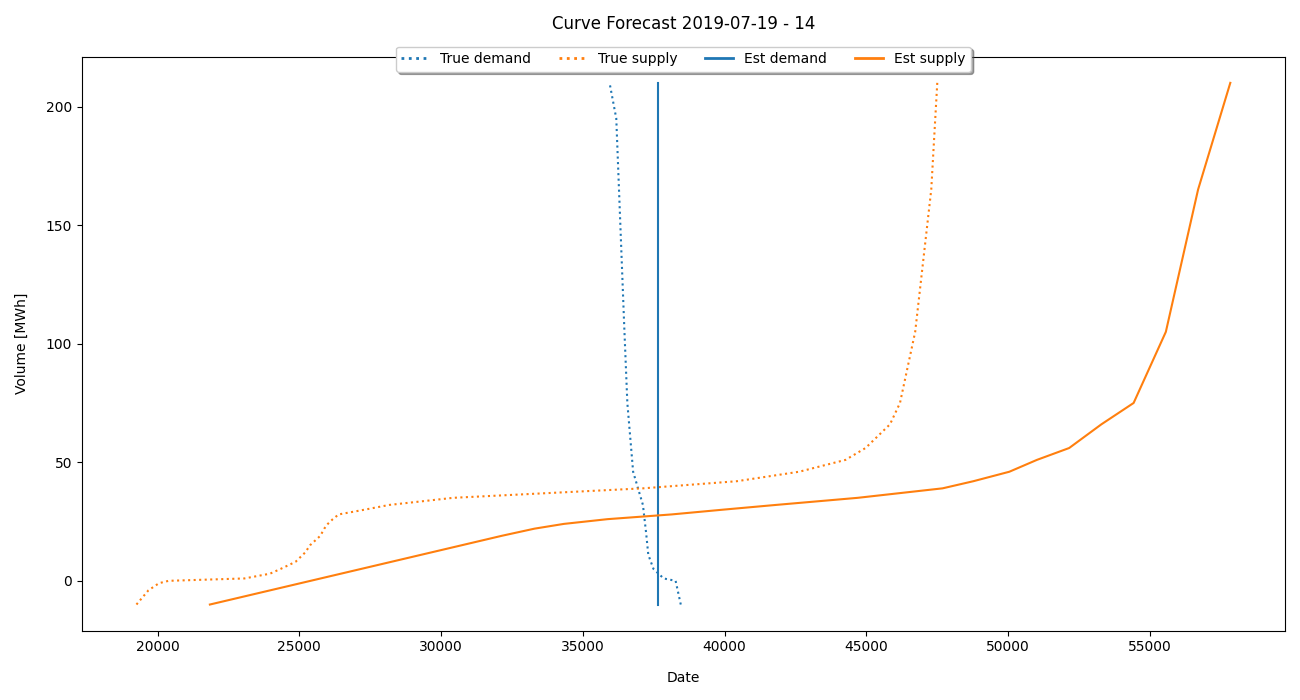 Curve Forecast 2019-07-19 - 14
True demand True supply Est demand Est supply
200
150
100
50
0
Volume [MWh]
20000 25000 30000 35000 40000 45000 50000 55000
Date